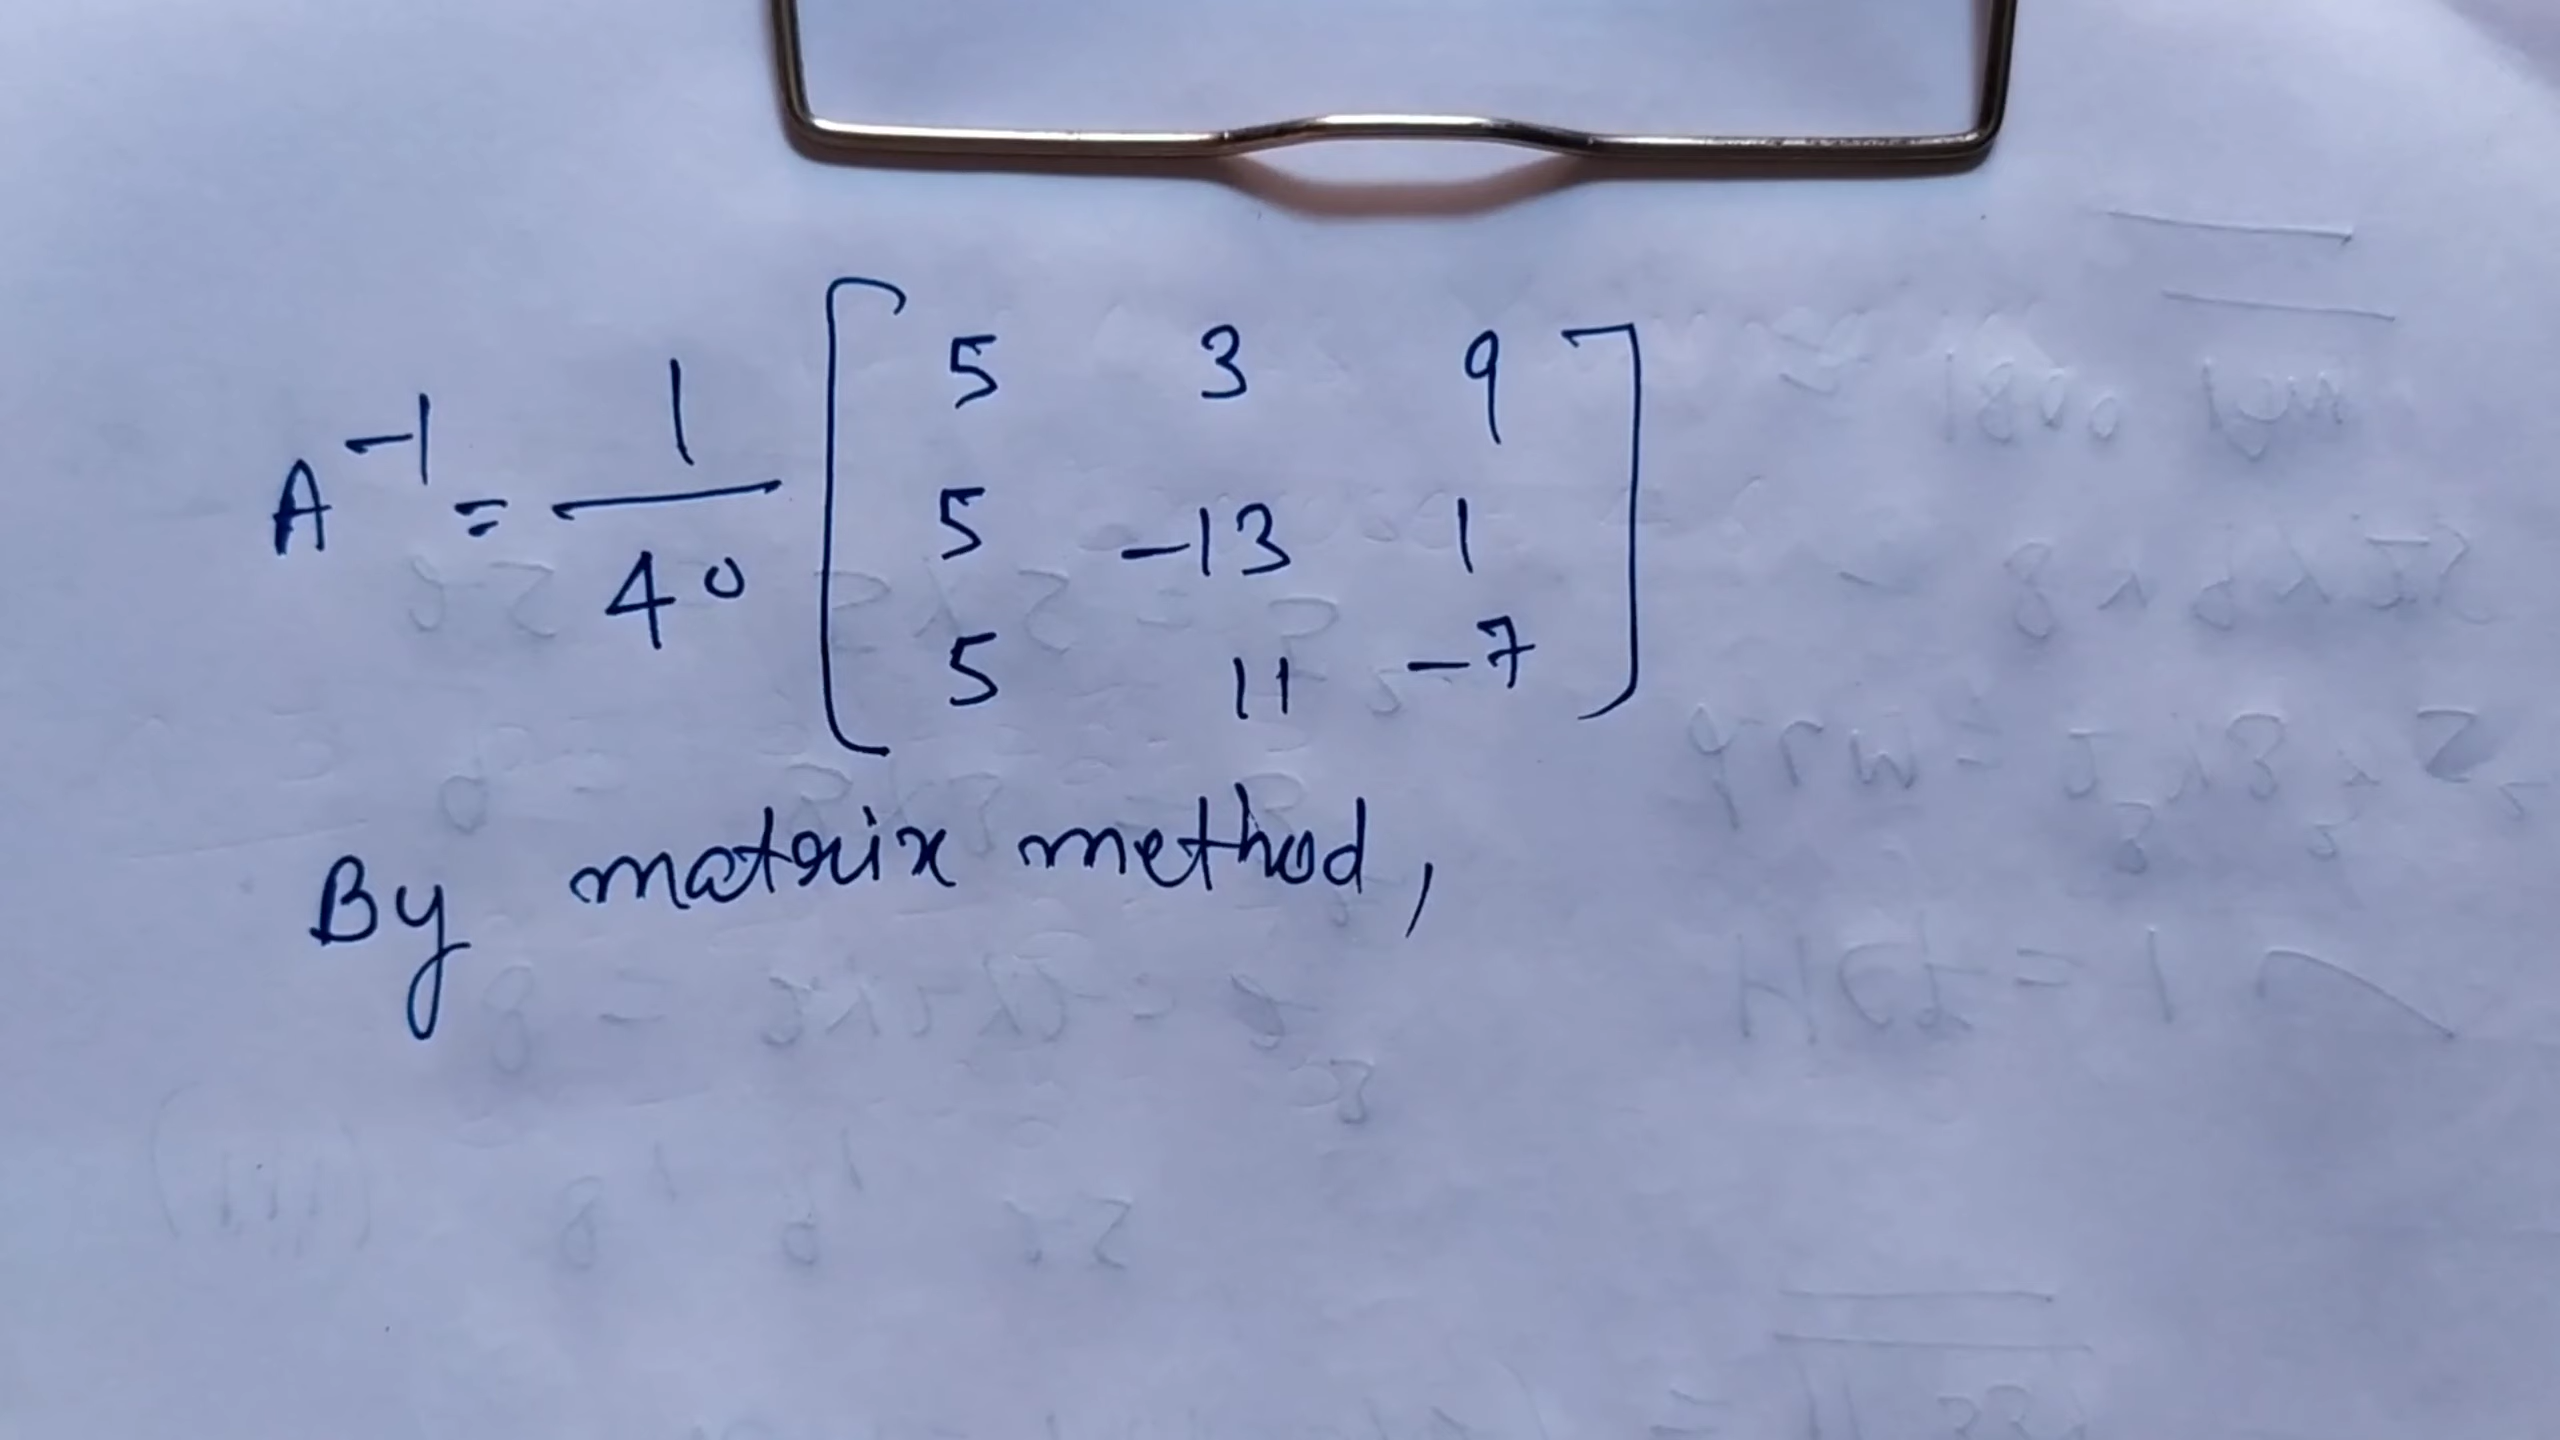 A⁻¹ = 1/40 [ 5 3 9
5 -13 1
5 11 -7 ]
By matrix method,